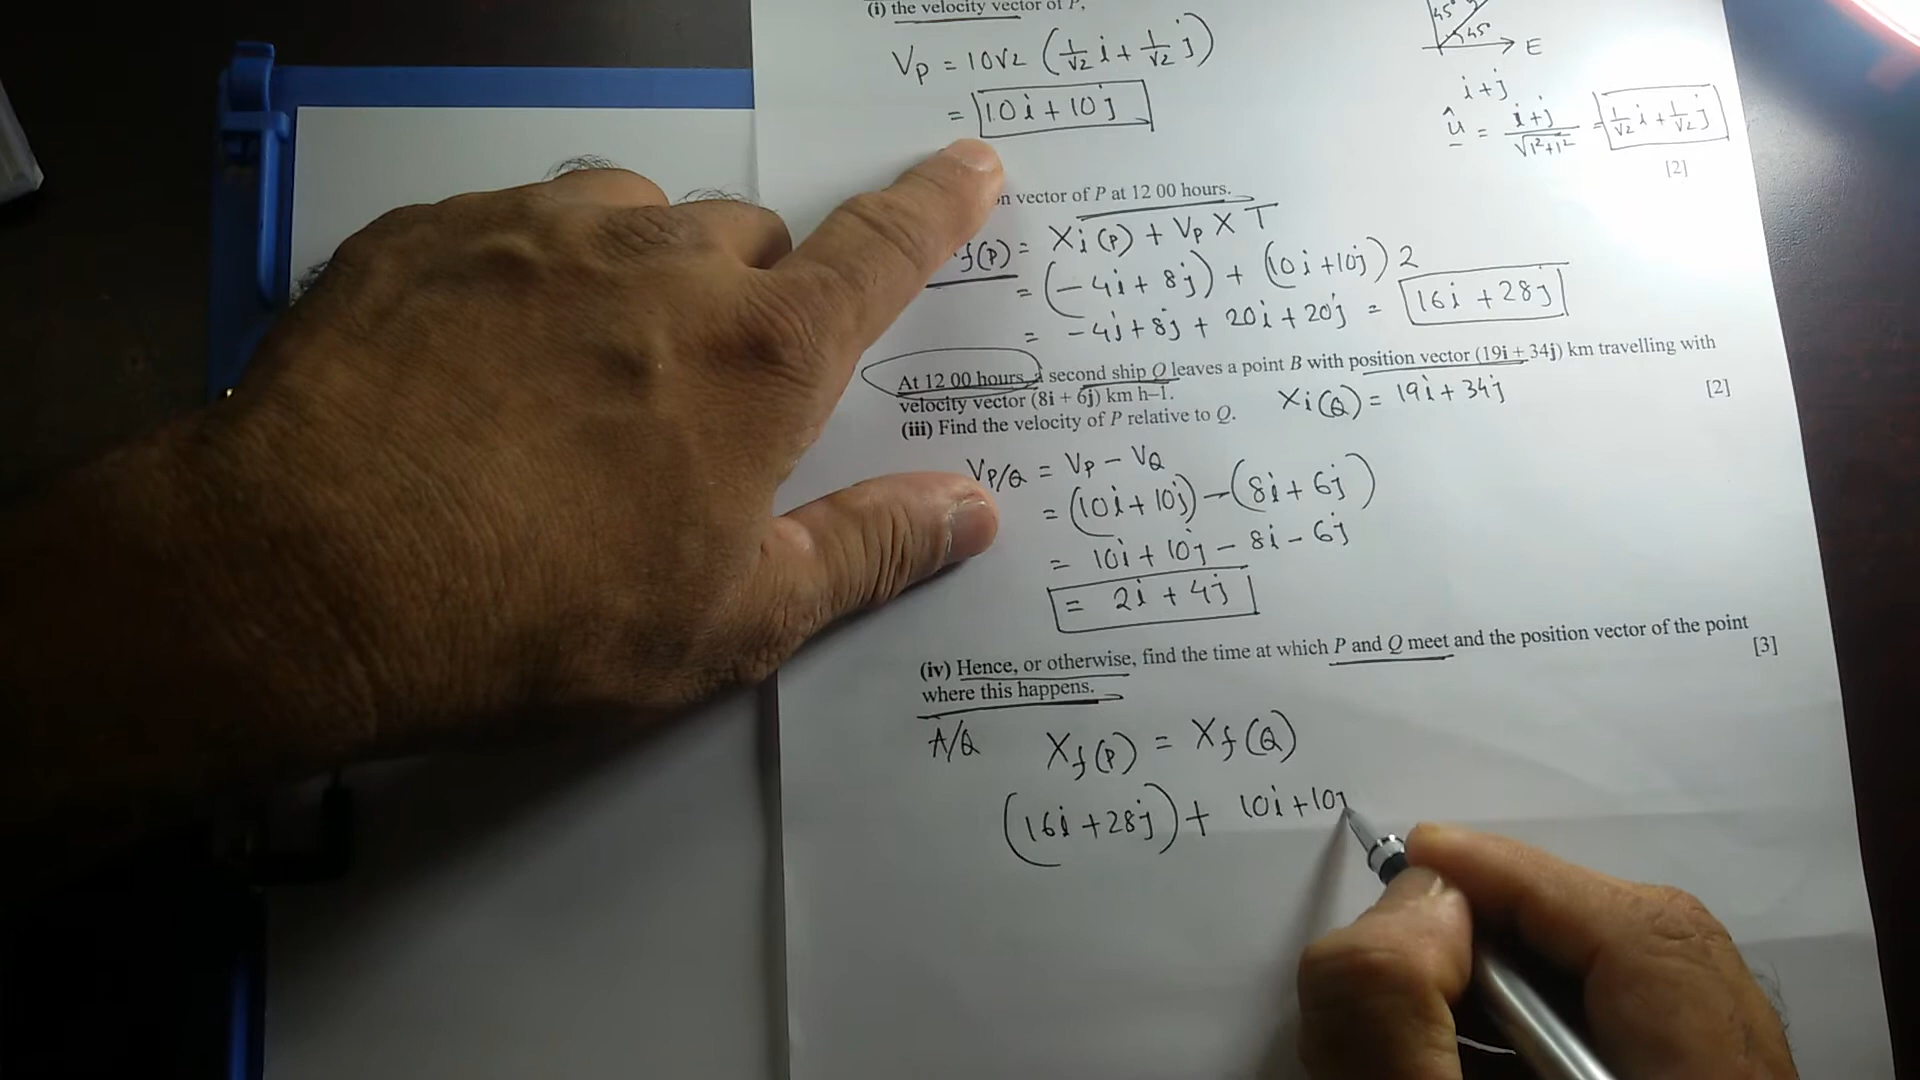 (i) the velocity vector of P,
45°
45°
E
Vp = 10√2 (1/√2 i + 1/√2 j)
= 10i + 10j
i + j
û = i+j/√1²+1² = 1/√2 i + 1/√2 j
[2]
vector of P at 12 00 hours.
f(P) = Xi(P) + Vp X T
= (-4i + 8j) + (10i + 10j) 2
= -4j + 8j + 20i + 20j = 16i + 28j
At 12 00 hours a second ship Q leaves a point B with position vector (19i + 34j) km travelling with
velocity vector (8i + 6j) km h–1.
Xi(Q) = 19i + 34j
[2]
(iii) Find the velocity of P relative to Q.
VP/Q = VP - VQ
= (10i + 10j) - (8i + 6j)
= 10i + 10j - 8i - 6j
= 2i + 4j
(iv) Hence, or otherwise, find the time at which P and Q meet and the position vector of the point
where this happens.
[3]
A/Q Xf(P) = Xf(Q)
(16i + 28j) + 10i + 10j